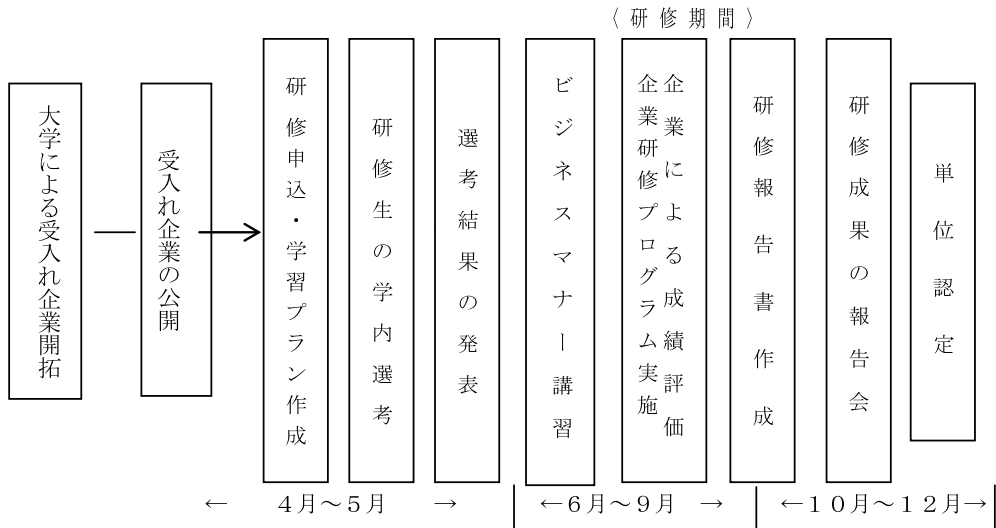 〈研修期間〉
大学による受入れ企業開拓
受入れ企業の公開
研修申込・学習プラン作成
研修生の学内選考
選考結果の発表
ビジネスマナー講習
企業による成績評価
企業研修プログラム実施
研修報告書作成
研修成果の報告会
単位認定
← 4月～5月 →
←6月～9月 →
←10月～12月→